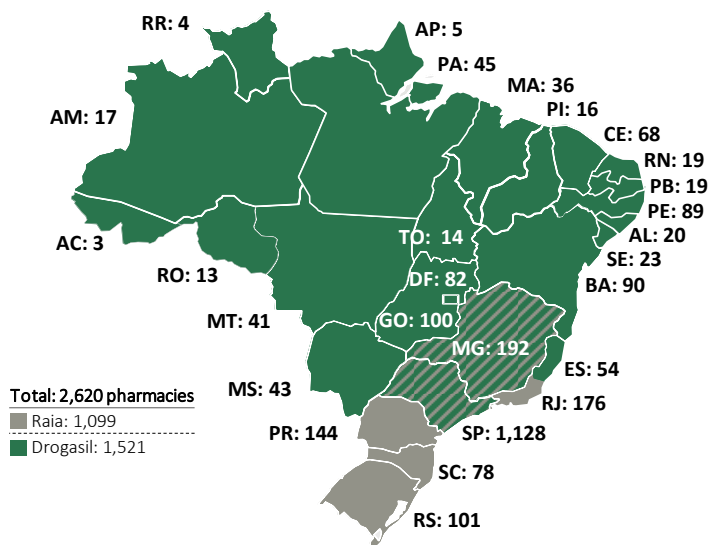 RR: 4
AP: 5
PA: 45
MA: 36
PI: 16
AM: 17
CE: 68
RN: 19
PB: 19
PE: 89
AL: 20
SE: 23
BA: 90
AC: 3
TO: 14
RO: 13
DF: 82
MT: 41
GO: 100
MG: 192
ES: 54
MS: 43
RJ: 176
Total: 2,620 pharmacies
Raia: 1,099
Drogasil: 1,521
PR: 144
SP: 1,128
SC: 78
RS: 101